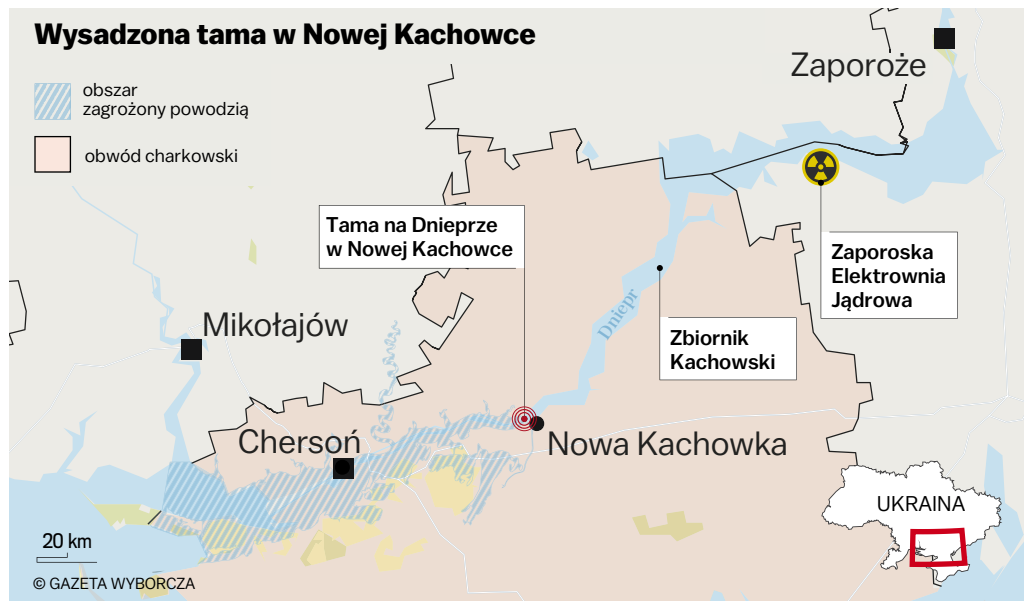 Wysadzona tama w Nowej Kachowce
obszar
zagrożony powodzią
obwód charkowski
Zaporoże
Tama na Dnieprze
w Nowej Kachowce
Zaporoska
Elektrownia
Jądrowa
Dniepr
Mikołajów
Zbiornik
Kachowski
Chersoń
Nowa Kachowka
UKRAINA
20 km
© GAZETA WYBORCZA